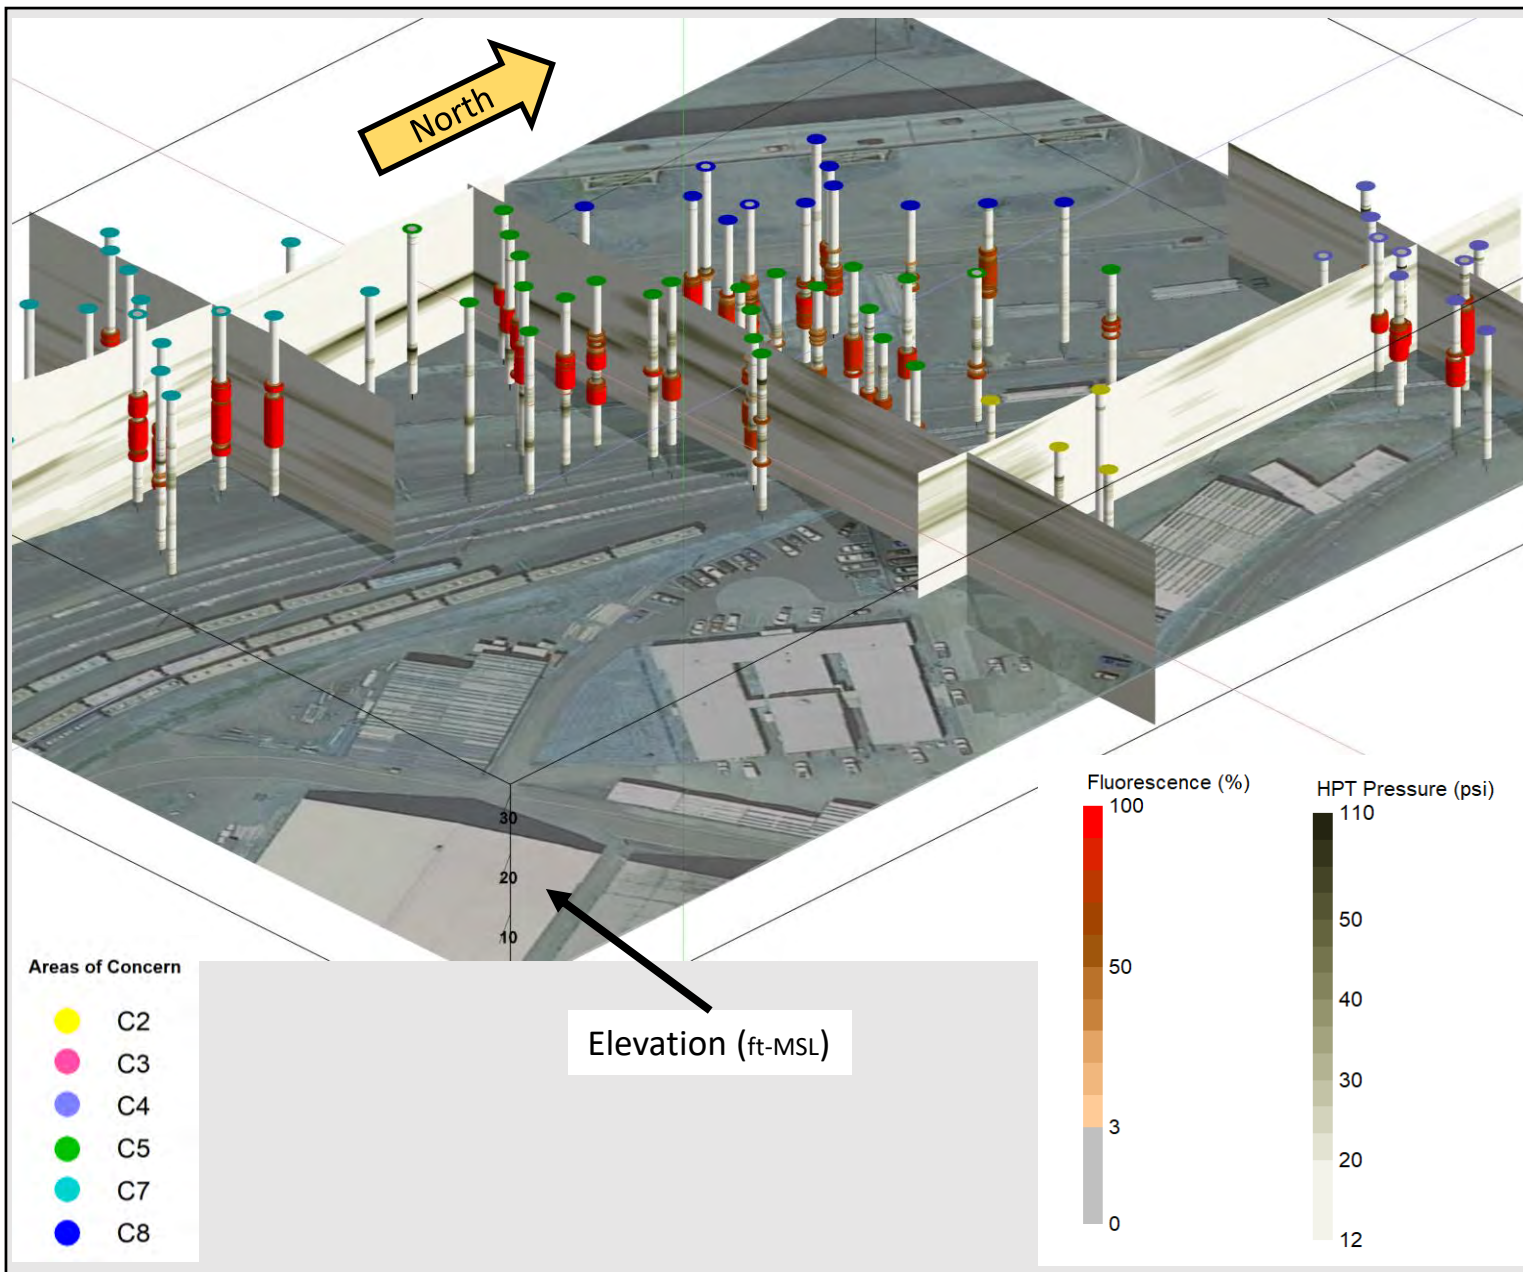 North
30
20
10
Elevation (ft-MSL)
Areas of Concern
C2
C3
C4
C5
C7
C8
Fluorescence (%)
100
50
3
0
HPT Pressure (psi)
110
50
40
30
20
12